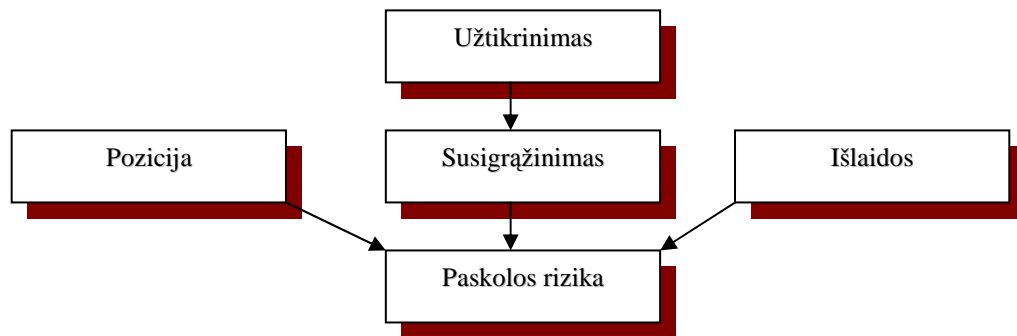 Užtikrinimas
Pozicija
Susigrąžinimas
Išlaidos
Paskolos rizika